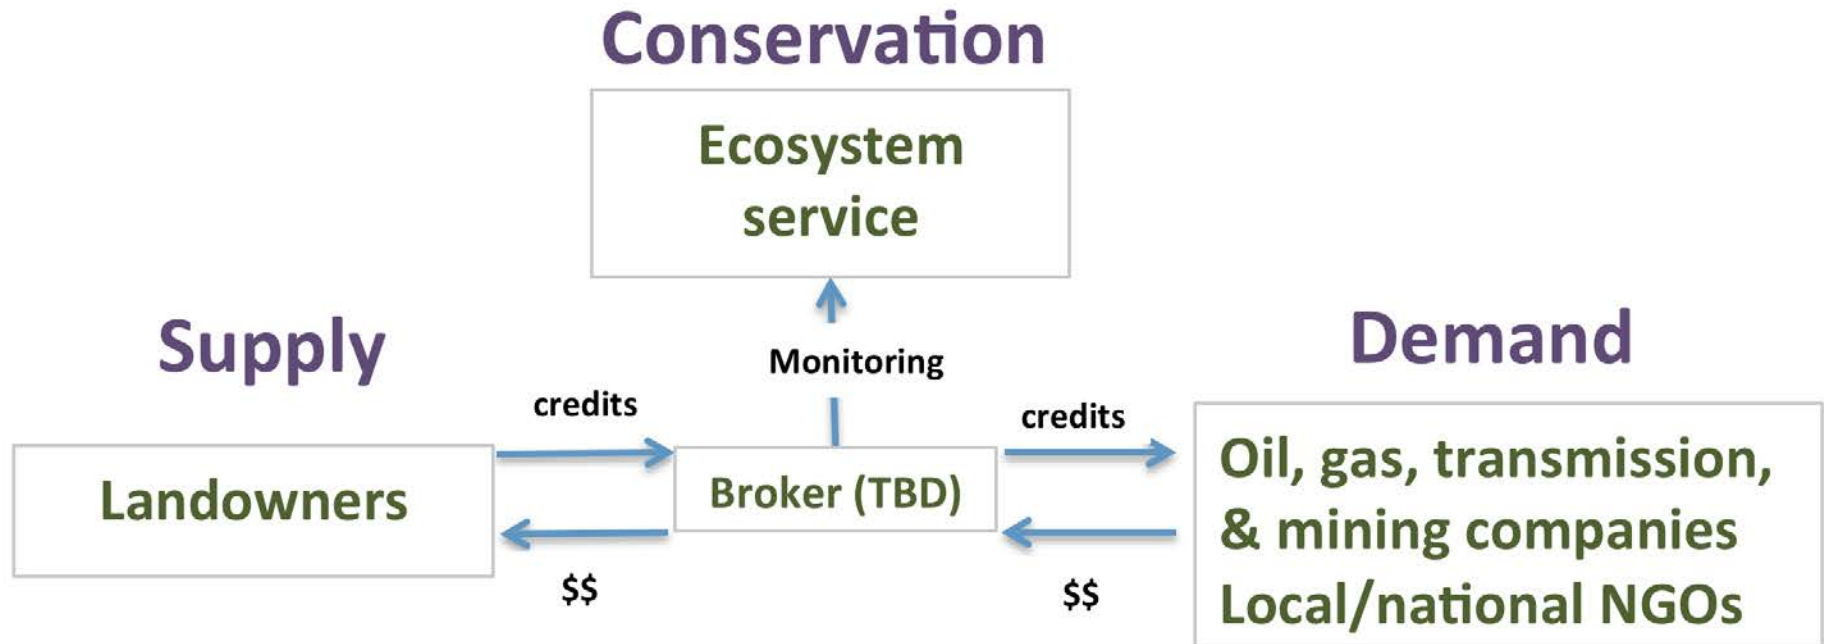 Conservation
Ecosystem
service
Supply
Monitoring
Demand
credits
credits
Landowners
Broker (TBD)
Oil, gas, transmission,
& mining companies
Local/national NGOs
$$
$$